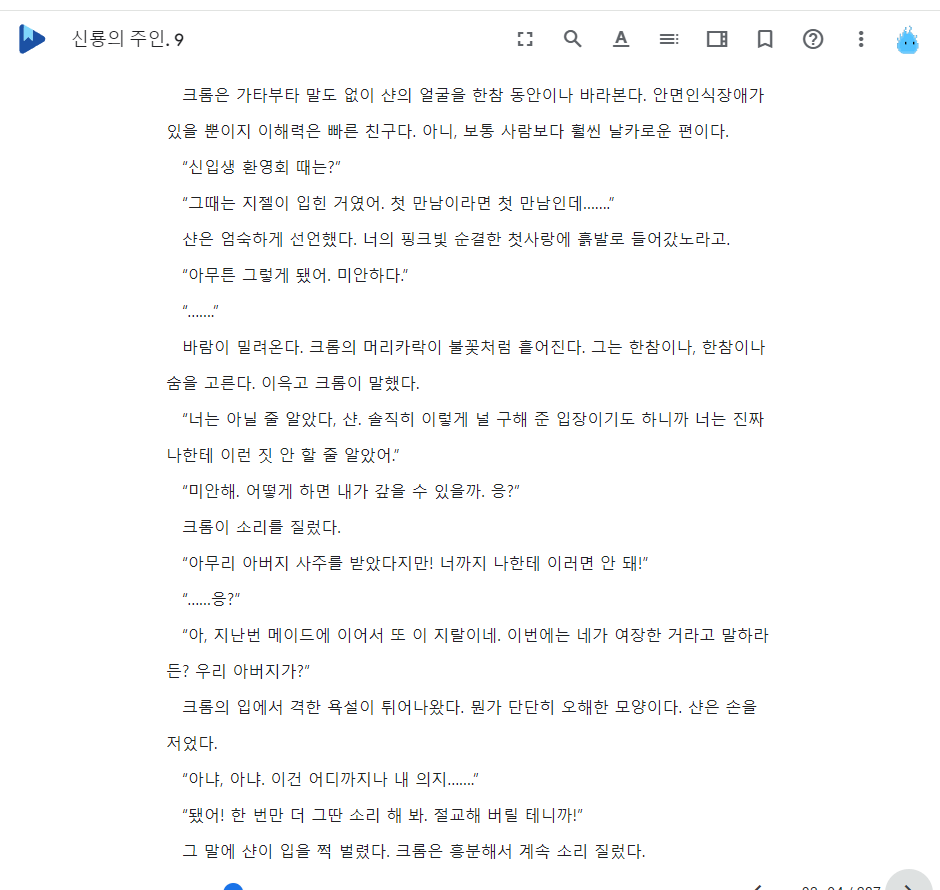 신룡의 주인. 9
크롬은 가타부타 말도 없이 샨의 얼굴을 한참 동안이나 바라본다. 안면인식장애가
있을 뿐이지 이해력은 빠른 친구다. 아니, 보통 사람보다 훨씬 날카로운 편이다.
“신입생 환영회 때는?”
“그때는 지젤이 입힌 거였어. 첫 만남이라면 첫 만남인데…….”
샨은 엄숙하게 선언했다. 너의 핑크빛 순결한 첫사랑에 흙발로 들어갔노라고.
“아무튼 그렇게 됐어. 미안하다.”
“…….”
바람이 밀려온다. 크롬의 머리카락이 불꽃처럼 흩어진다. 그는 한참이나, 한참이나
숨을 고른다. 이윽고 크롬이 말했다.
“너는 아닐 줄 알았다, 샨. 솔직히 이렇게 널 구해 준 입장이기도 하니까 너는 진짜
나한테 이런 짓 안 할 줄 알았어.”
“미안해. 어떻게 하면 내가 갚을 수 있을까. 응?”
크롬이 소리를 질렀다.
“아무리 아버지 사주를 받았다지만! 너까지 나한테 이러면 안 돼!”
“……응?”
“아, 지난번 메이드에 이어서 또 이 지랄이네. 이번에는 네가 여장한 거라고 말하라
든? 우리 아버지가?”
크롬의 입에서 격한 욕설이 튀어나왔다. 뭔가 단단히 오해한 모양이다. 샨은 손을
저었다.
“아냐, 아냐. 이건 어디까지나 내 의지…….”
“됐어! 한 번만 더 그딴 소리 해 봐. 절교해 버릴 테니까!”
그 말에 샨이 입을 쩍 벌렸다. 크롬은 흥분해서 계속 소리 질렀다.